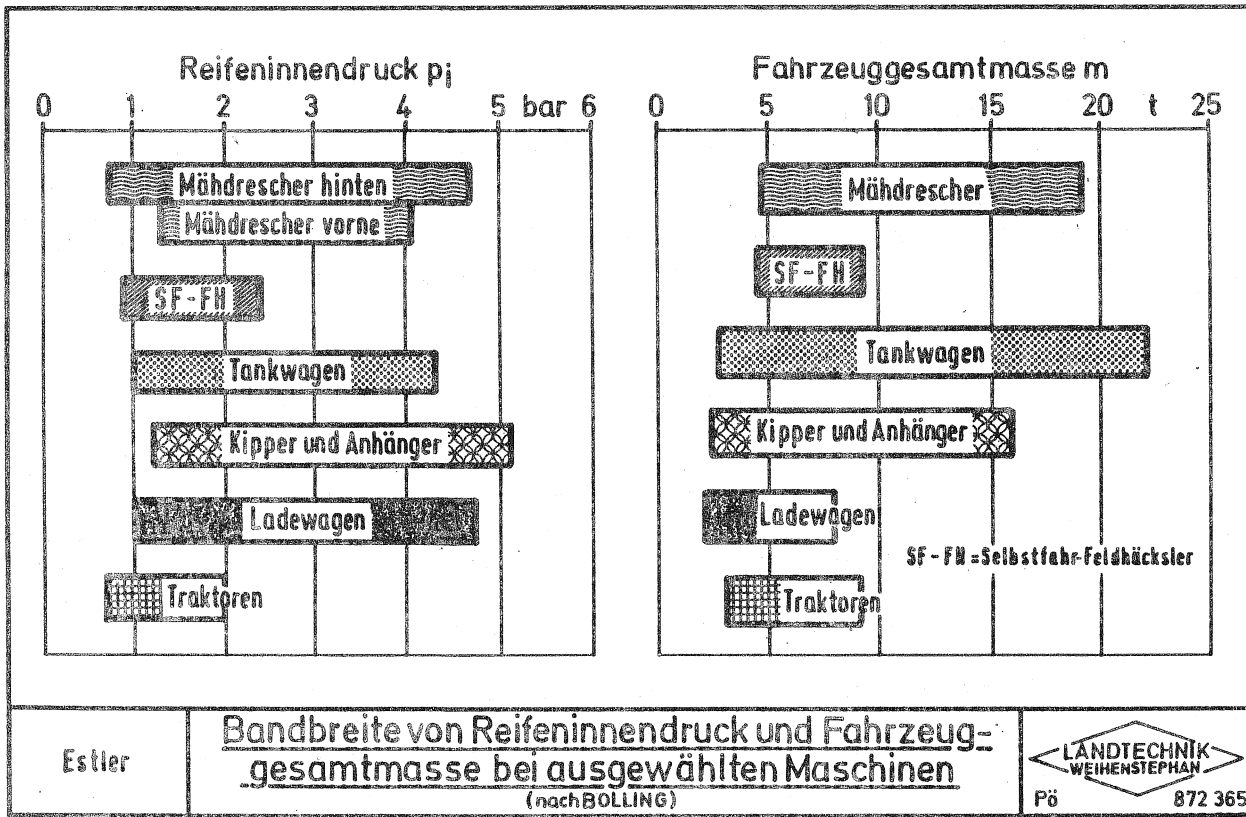 Reifeninnendruck pi
0 1 2 3 4 5 bar 6
Mähdrescher hinten
Mähdrescher vorne
SF-FH
Tankwagen
Kipper und Anhänger
Ladewagen
Traktoren
Fahrzeuggesamtmasse m
0 5 10 15 20 t 25
Mähdrescher
SF-FH
Tankwagen
Kipper und Anhänger
Ladewagen
SF-FH=Selbstfahr-Feldhäcksler
Traktoren
Estler
Bandbreite von Reifeninnendruck und Fahrzeug-
gesamtmasse bei ausgewählten Maschinen
(nach BOLLING)
LANDTECHNIK
WEIHENSTEPHAN
Pö 872 365